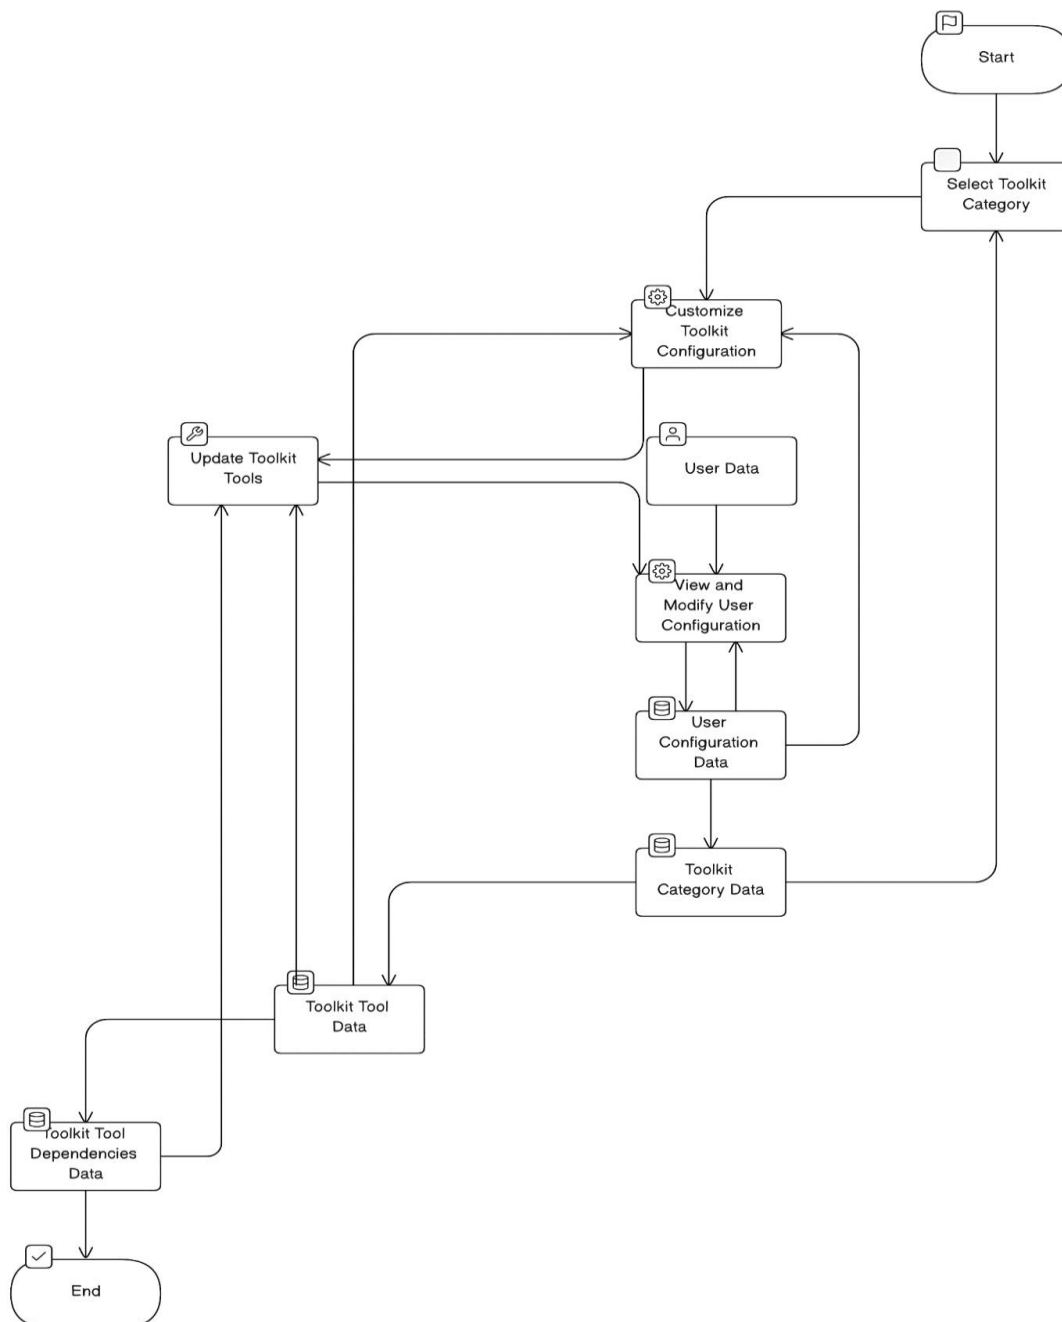 Start
Select Toolkit
Category
Customize
Toolkit
Configuration
Update Toolkit
Tools
User Data
View and
Modify User
Configuration
User
Configuration
Data
Toolkit
Category Data
Toolkit Tool
Data
Toolkit Tool
Dependencies
Data
End